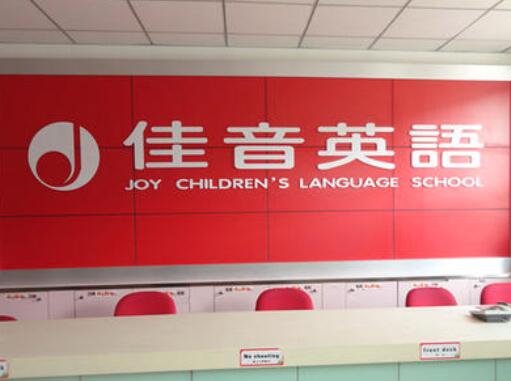 佳音英語
JOY CHILDREN'S LANGUAGE SCHOOL
No shouting
front desk